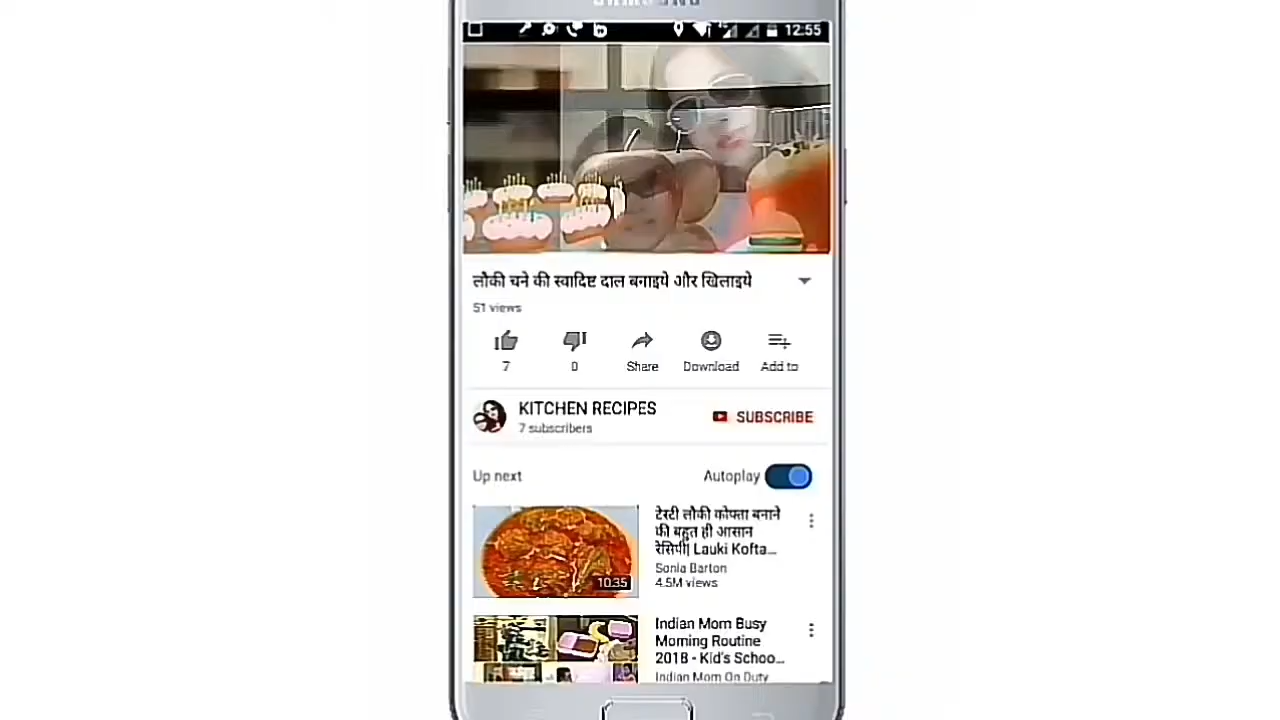 SAMSUNG
12:55
लौकी चने की स्वादिष्ट दाल बनाइये और खिलाइये
51 views
7
0
Share
Download
Add to
KITCHEN RECIPES
7 subscribers
SUBSCRIBE
Up next
Autoplay
टेस्टी लौकी कोफ्ता बनाने
की बहुत ही आसान
रेसिपी| Lauki Kofta...
Sonia Barton
4.5M views
10:35
Indian Mom Busy
Morning Routine
2018 - Kid's Schoo...
Indian Mom On Duty